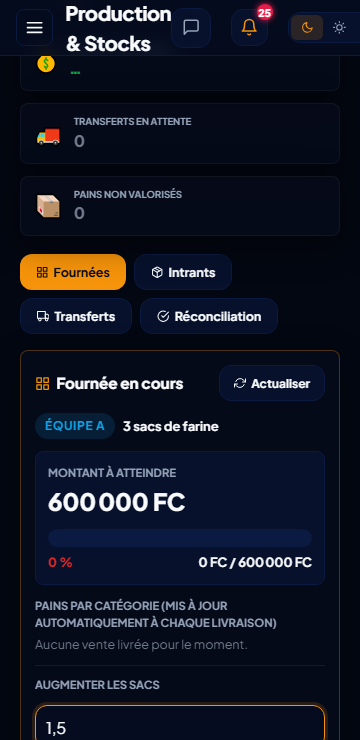 Production
& Stocks
25
...
TRANSFERTS EN ATTENTE
0
PAINS NON VALORISÉS
0
Fournées
Intrants
Transferts
Réconciliation
Fournée en cours
Actualiser
ÉQUIPE A
3 sacs de farine
MONTANT À ATTEINDRE
600 000 FC
0 %
0 FC / 600 000 FC
PAINS PAR CATÉGORIE (MIS À JOUR
AUTOMATIQUEMENT À CHAQUE LIVRAISON)
Aucune vente livrée pour le moment.
AUGMENTER LES SACS
1,5